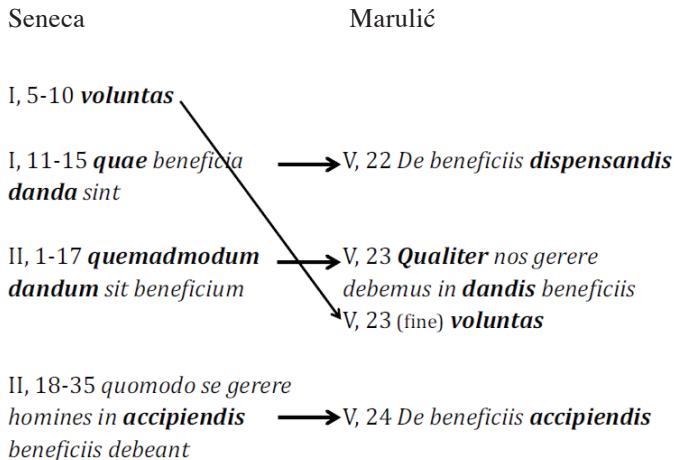 Seneca
Marulić
I, 5-10 voluntas
I, 11-15 quae beneficia
danda sint
V, 22 De beneficiis dispensandis
II, 1-17 quemadmodum
dandum sit beneficium
V, 23 Qualiter nos gerere
debemus in dandis beneficiis
V, 23 (fine) voluntas
II, 18-35 quomodo se gerere
homines in accipiendis
beneficiis debeant
V, 24 De beneficiis accipiendis